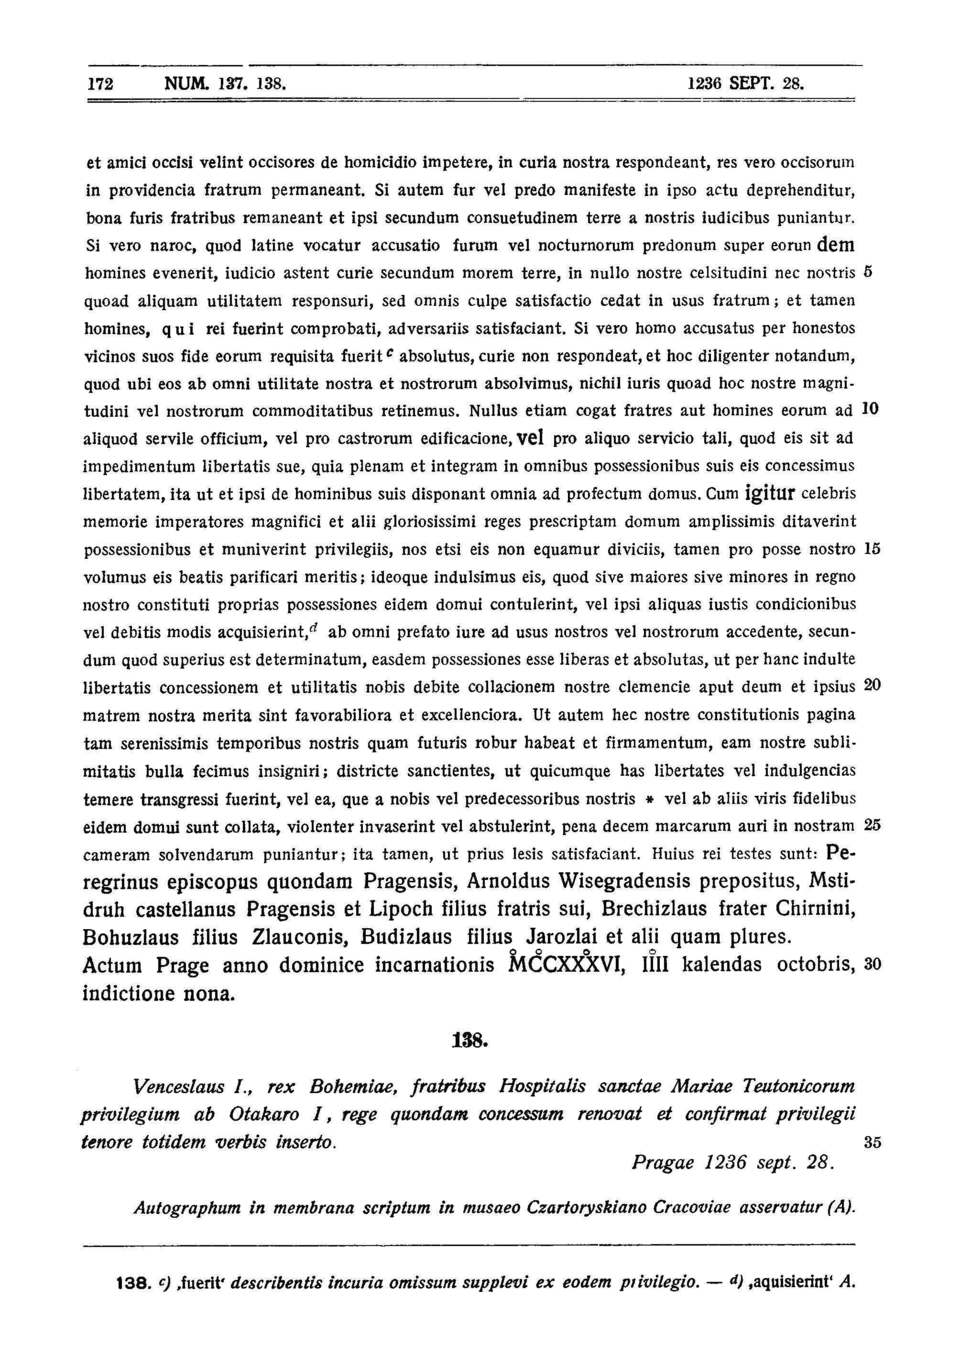 172 NUM. 137. 138. 1236 SEPT. 28.
et amici occisi velint occisores de homicidio impetere, in curia nostra respondeant, res vero occisorum
in providencia fratrum permaneant. Si autem fur vel predo manifeste in ipso actu deprehenditur,
bona furis fratribus remaneant et ipsi secundum consuetudinem terre a nostris iudicibus puniantur.
Si vero naroc, quod latine vocatur accusatio furum vel nocturnorum predonum super eorun dem
homines evenerit, iudicio astent curie secundum morem terre, in nullo nostre celsitudini nec nostris 5
quoad aliquam utilitatem responsuri, sed omnis culpe satisfactio cedat in usus fratrum; et tamen
homines, qui rei fuerint comprobati, adversariis satisfaciant. Si vero homo accusatus per honestos
vicinos suos fide eorum requisita fuerit c absolutus, curie non respondeat, et hoc diligenter notandum,
quod ubi eos ab omni utilitate nostra et nostrorum absolvimus, nichil iuris quoad hoc nostre magni-
tudini vel nostrorum commoditatibus retinemus. Nullus etiam cogat fratres aut homines eorum ad 10
aliquod servile officium, vel pro castrorum edificacione, vel pro aliquo servicio tali, quod eis sit ad
impedimentum libertatis sue, quia plenam et integram in omnibus possessionibus suis eis concessimus
libertatem, ita ut et ipsi de hominibus suis disponant omnia ad profectum domus. Cum igitur celebris
memorie imperatores magnifici et alii gloriosissimi reges prescriptam domum amplissimis ditaverint
possessionibus et muniverint privilegiis, nos etsi eis non equamur diviciis, tamen pro posse nostro 15
volumus eis beatis parificari meritis; ideoque indulsimus eis, quod sive maiores sive minores in regno
nostro constituti proprias possessiones eidem domui contulerint, vel ipsi aliquas iustis condicionibus
vel debitis modis acquisierint,d ab omni prefato iure ad usus nostros vel nostrorum accedente, secun-
dum quod superius est determinatum, easdem possessiones esse liberas et absolutas, ut per hanc indulte
libertatis concessionem et utilitatis nobis debite collacionem nostre clemencie aput deum et ipsius 20
matrem nostra merita sint favorabiliora et excellenciora. Ut autem hec nostre constitutionis pagina
tam serenissimis temporibus nostris quam futuris robur habeat et firmamentum, eam nostre subli-
mitatis bulla fecimus insigniri; districte sanctientes, ut quicumque has libertates vel indulgencias
temere transgressi fuerint, vel ea, que a nobis vel predecessoribus nostris * vel ab aliis viris fidelibus
eidem domui sunt collata, violenter invaserint vel abstulerint, pena decem marcarum auri in nostram 25
cameram solvendarum puniantur; ita tamen, ut prius lesis satisfaciant. Huius rei testes sunt: Pe-
regrinus episcopus quondam Pragensis, Arnoldus Wisegradensis prepositus, Msti-
druh castellanus Pragensis et Lipoch filius fratris sui, Brechizlaus frater Chirnini,
Bohuzlaus filius Zlauconis, Budizlaus filius Jarozlai et alii quam plures.
Actum Prage anno dominice incarnationis M̊C̊CXXX̊VI, III̊I kalendas octobris, 30
indictione nona.
138.
Venceslaus I., rex Bohemiae, fratribus Hospitalis sanctae Mariae Teutonicorum
privilegium ab Otakaro I, rege quondam concessum renovat et confirmat privilegii
tenore totidem verbis inserto. 35
Pragae 1236 sept. 28.
Autographum in membrana scriptum in musaeo Czartoryskiano Cracoviae asservatur (A).
138. c) ‚fuerit‘ describentis incuria omissum supplevi ex eodem privilegio. — d) ‚aquisierint‘ A.